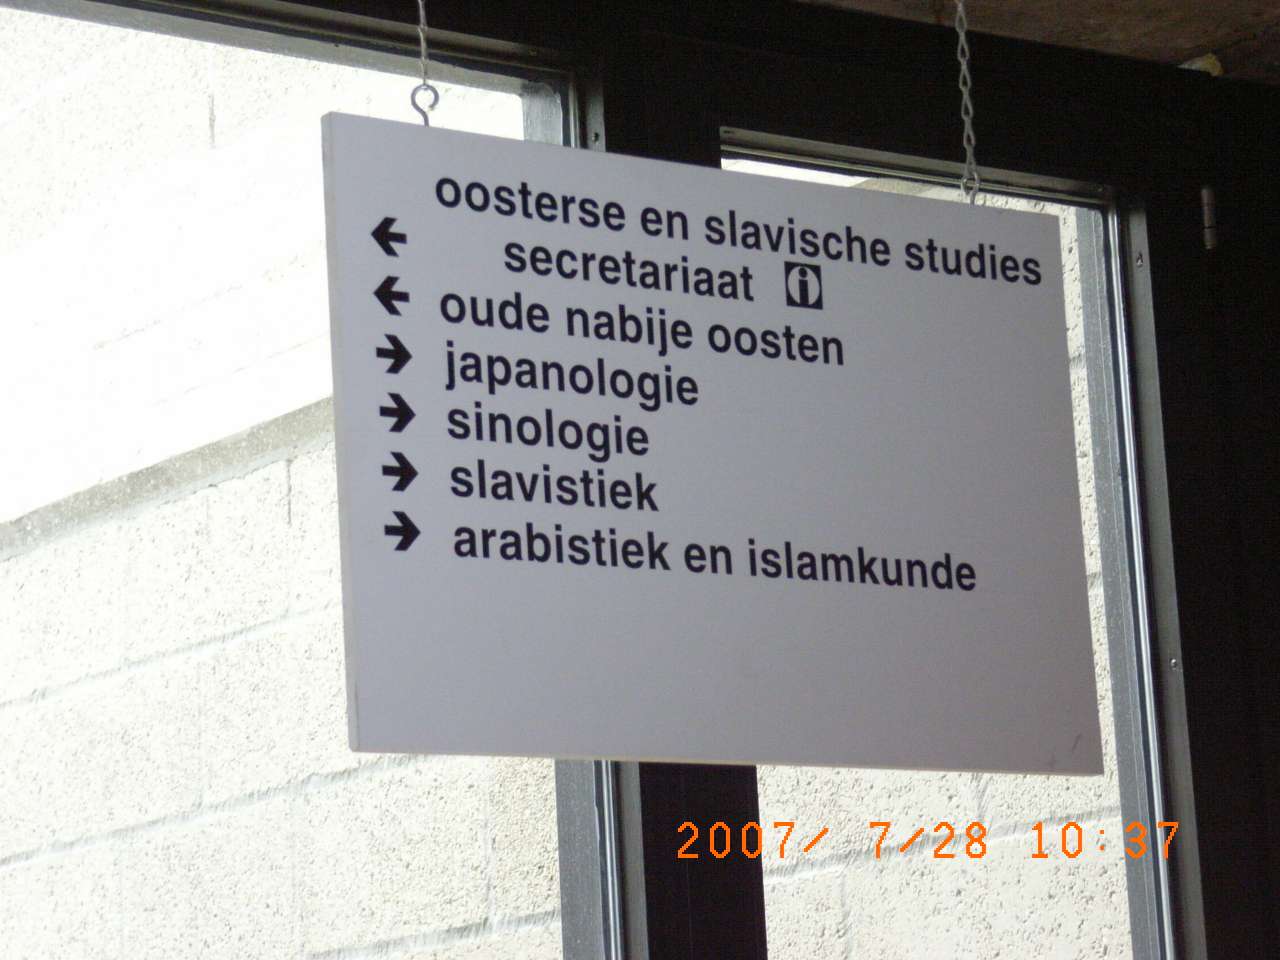 oosterse en slavische studies
← secretariaat i
← oude nabije oosten
→ japanologie
→ sinologie
→ slavistiek
→ arabistiek en islamkunde
2007/ 7/28 10:37